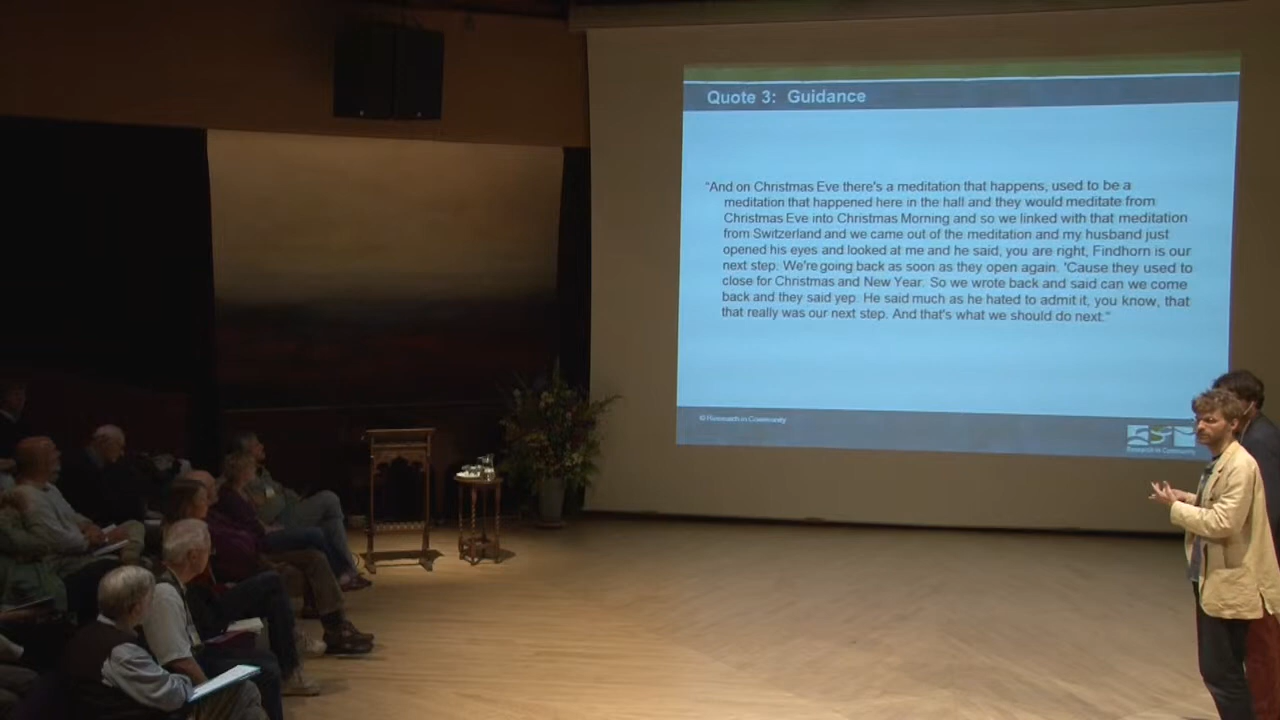 Quote 3: Guidance
"And on Christmas Eve there's a meditation that happens, used to be a
meditation that happened here in the hall and they would meditate from
Christmas Eve into Christmas Morning and so we linked with that meditation
from Switzerland and we came out of the meditation and my husband just
opened his eyes and looked at me and he said, you are right, Findhorn is our
next step. We're going back as soon as they open again. 'Cause they used to
close for Christmas and New Year. So we wrote back and said can we come
back and they said yep. He said much as he hated to admit it, you know, that
that really was our next step. And that's what we should do next."
© Research in Community
Research in Community